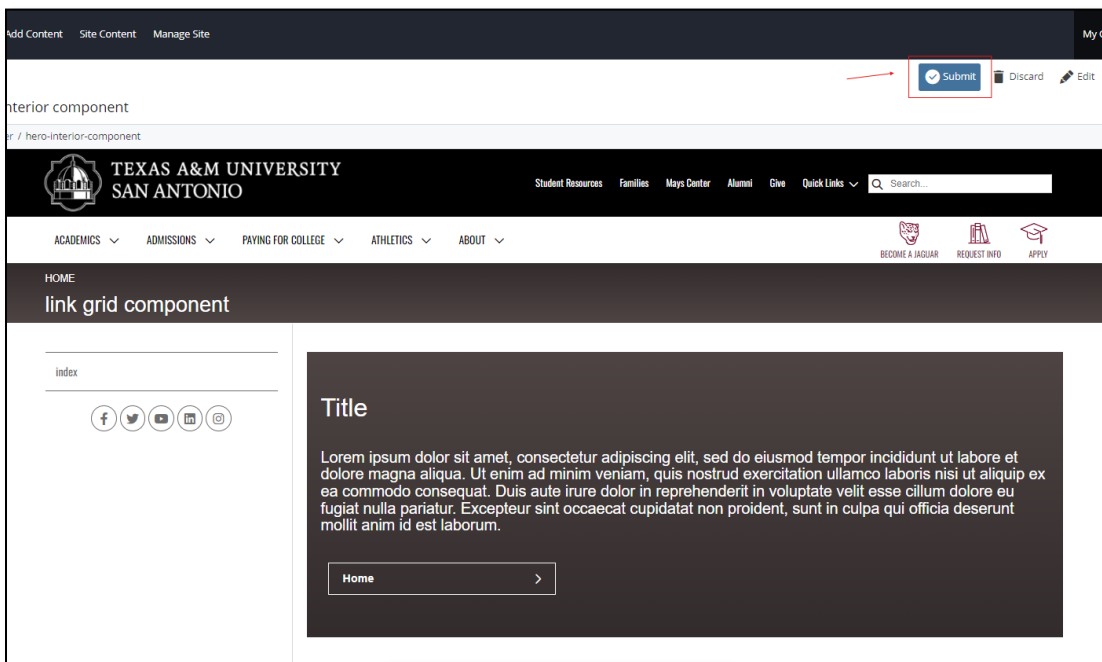 Add Content Site Content Manage Site
My
Submit Discard Edit
nterior component
er / hero-interior-component
TEXAS A&M UNIVERSITY
SAN ANTONIO
Student Resources Families Mays Center Alumni Give Quick Links Search...
ACADEMICS ADMISSIONS PAYING FOR COLLEGE ATHLETICS ABOUT
BECOME A JAGUAR REQUEST INFO APPLY
HOME
link grid component
index
Title
Lorem ipsum dolor sit amet, consectetur adipiscing elit, sed do eiusmod tempor incididunt ut labore et
dolore magna aliqua. Ut enim ad minim veniam, quis nostrud exercitation ullamco laboris nisi ut aliquip ex
ea commodo consequat. Duis aute irure dolor in reprehenderit in voluptate velit esse cillum dolore eu
fugiat nulla pariatur. Excepteur sint occaecat cupidatat non proident, sunt in culpa qui officia deserunt
mollit anim id est laborum.
Home